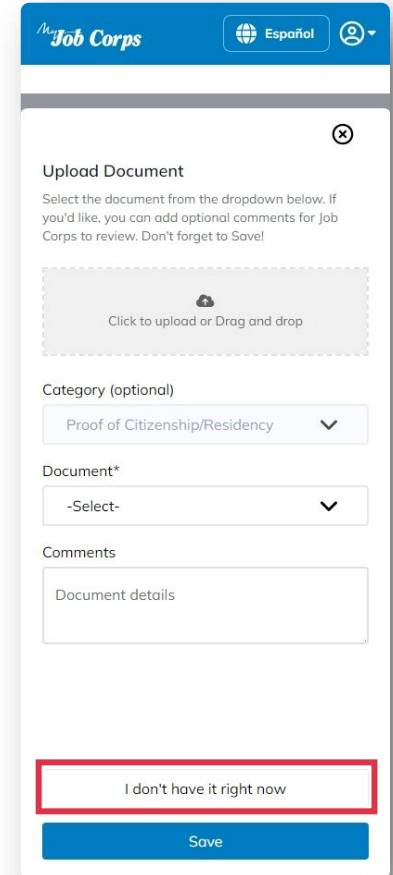 My Job Corps
Español
Upload Document
Select the document from the dropdown below. If
you'd like, you can add optional comments for Job
Corps to review. Don't forget to Save!
Click to upload or Drag and drop
Category (optional)
Proof of Citizenship/Residency
Document*
-Select-
Comments
Document details
I don't have it right now
Save